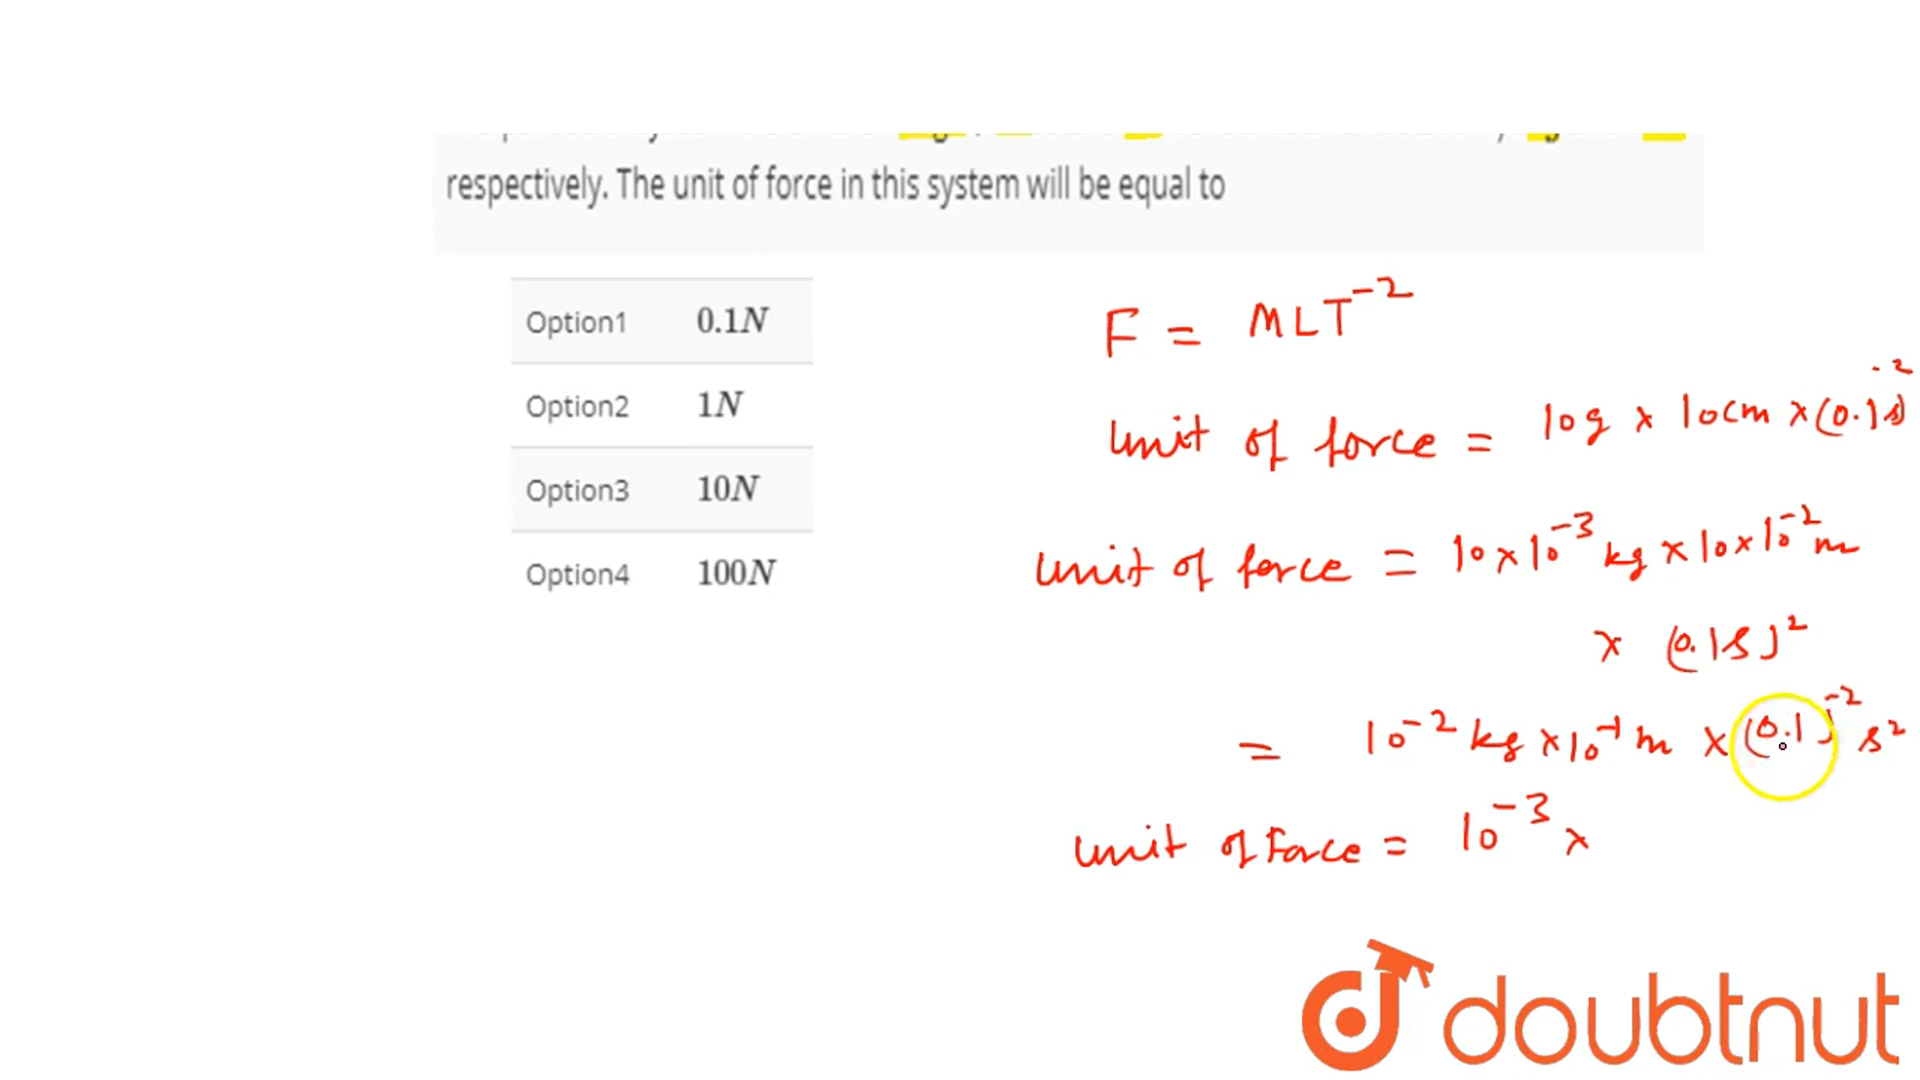 respectively. The unit of force in this system will be equal to
Option1 0.1N
Option2 1N
Option3 10N
Option4 100N
F = MLT⁻²
unit of force = 10g × 10cm × (0.1s)⁻²
unit of force = 10×10⁻³ kg × 10×10⁻² m
× (0.1s)²
= 10⁻² kg × 10⁻¹ m × (0.1)⁻² s²
unit of Force = 10⁻³ ×
doubtnut